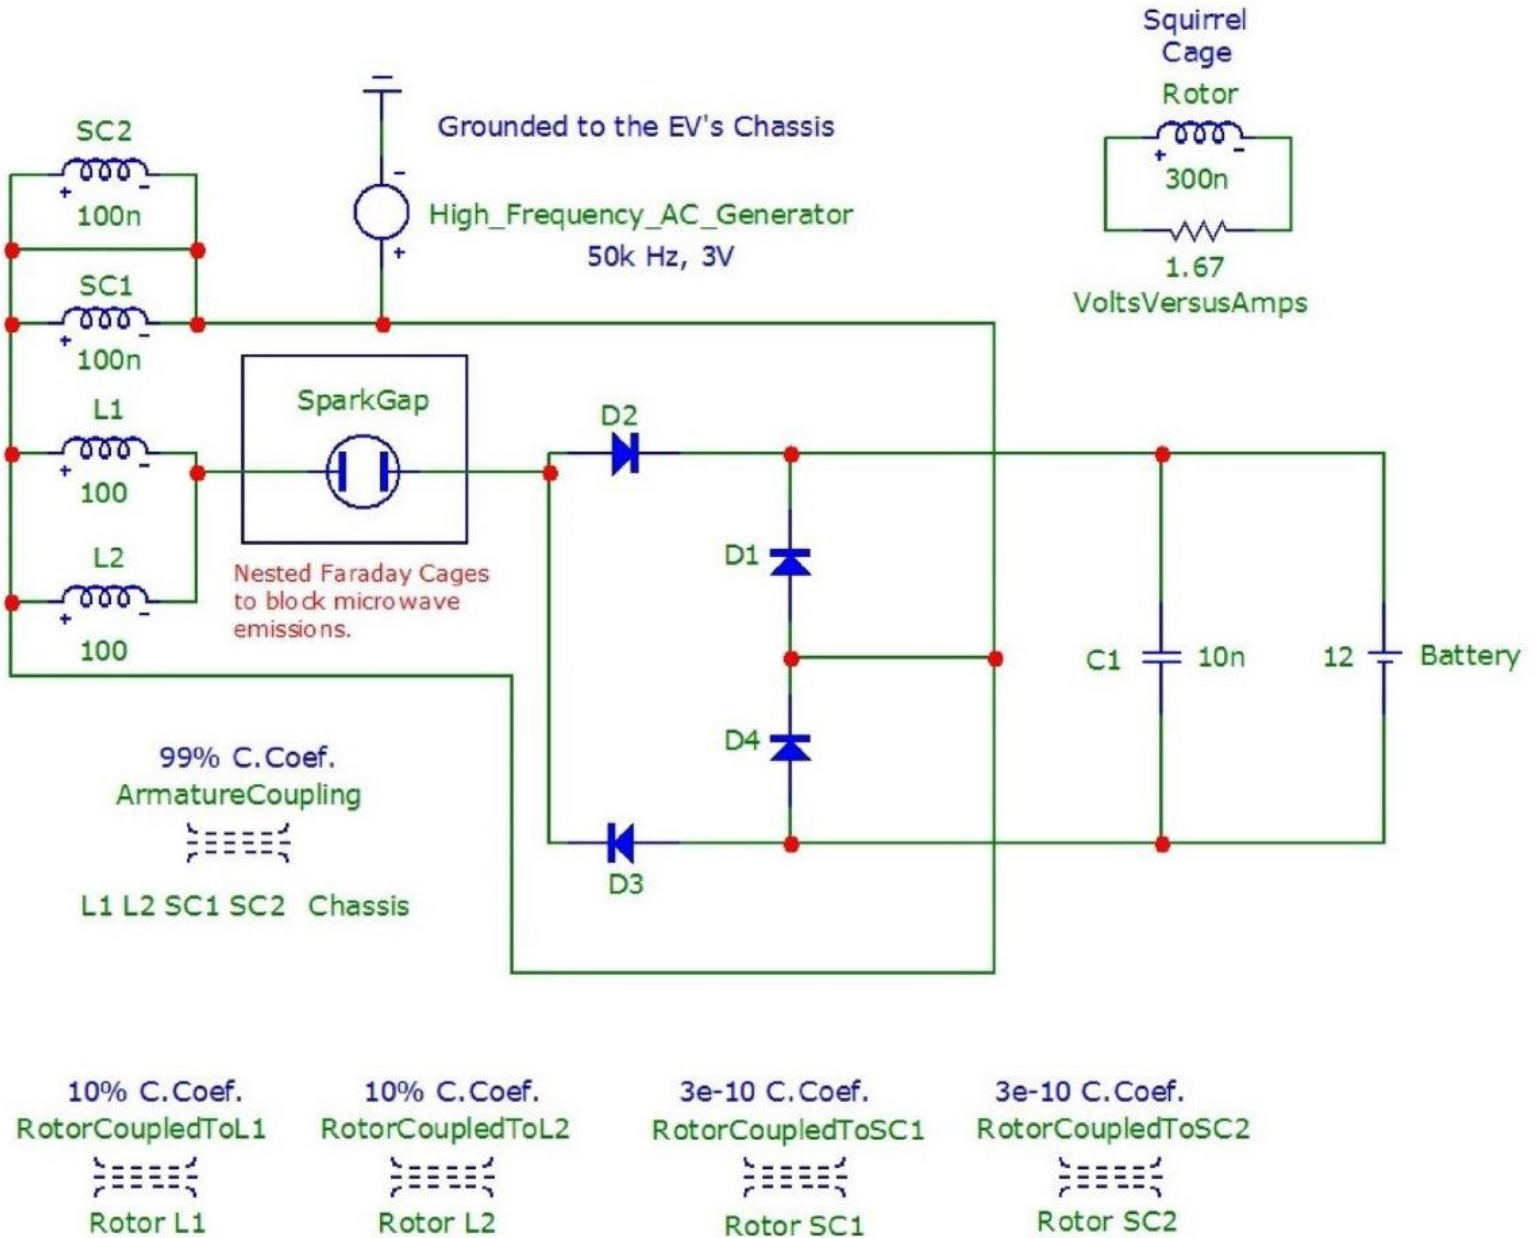 Squirrel
Cage
Rotor
+ -
300n
1.67
VoltsVersusAmps
SC2
+ -
100n
Grounded to the EV's Chassis
-
High_Frequency_AC_Generator
+
50k Hz, 3V
SC1
+ -
100n
L1
+ -
100
SparkGap
D2
L2
+ -
100
Nested Faraday Cages
to block microwave
emissions.
D1
C1
10n
12
Battery
D4
D3
99% C.Coef.
ArmatureCoupling
L1 L2 SC1 SC2 Chassis
10% C.Coef.
RotorCoupledToL1
Rotor L1
10% C.Coef.
RotorCoupledToL2
Rotor L2
3e-10 C.Coef.
RotorCoupledToSC1
Rotor SC1
3e-10 C.Coef.
RotorCoupledToSC2
Rotor SC2